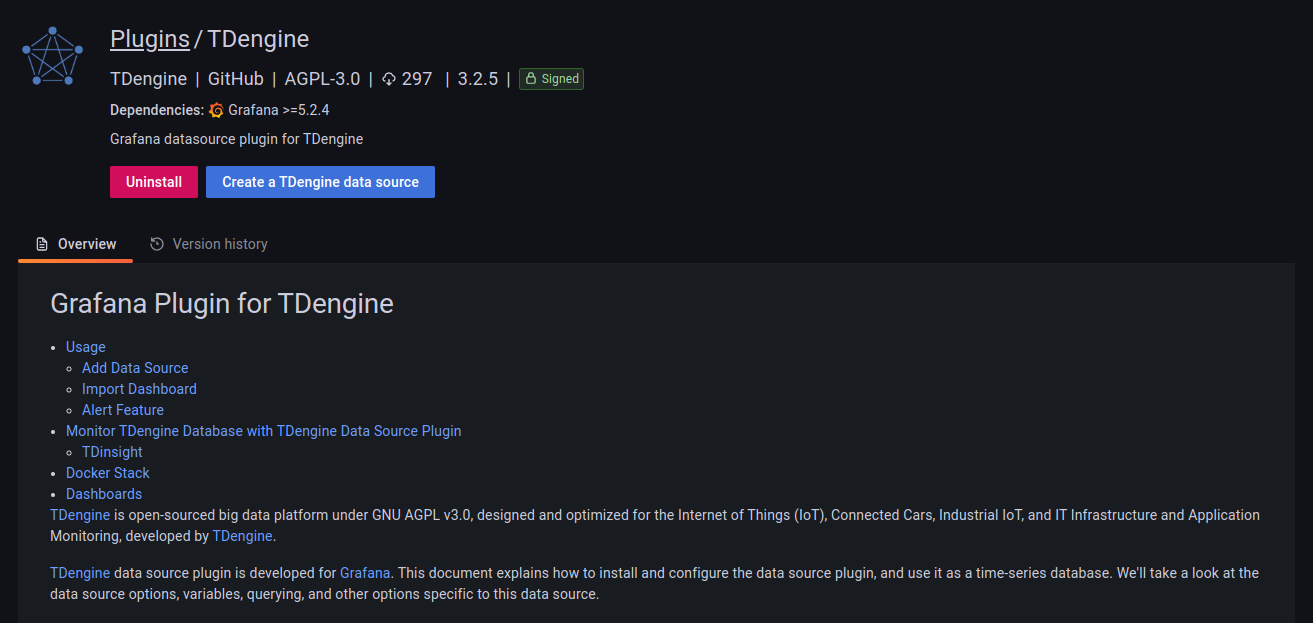 Plugins / TDengine
TDengine | GitHub | AGPL-3.0 | 297 | 3.2.5 | Signed
Dependencies: Grafana >=5.2.4
Grafana datasource plugin for TDengine
Uninstall Create a TDengine data source
Overview Version history
Grafana Plugin for TDengine
Usage
Add Data Source
Import Dashboard
Alert Feature
Monitor TDengine Database with TDengine Data Source Plugin
TDinsight
Docker Stack
Dashboards
TDengine is open-sourced big data platform under GNU AGPL v3.0, designed and optimized for the Internet of Things (IoT), Connected Cars, Industrial IoT, and IT Infrastructure and Application
Monitoring, developed by TDengine.
TDengine data source plugin is developed for Grafana. This document explains how to install and configure the data source plugin, and use it as a time-series database. We'll take a look at the
data source options, variables, querying, and other options specific to this data source.